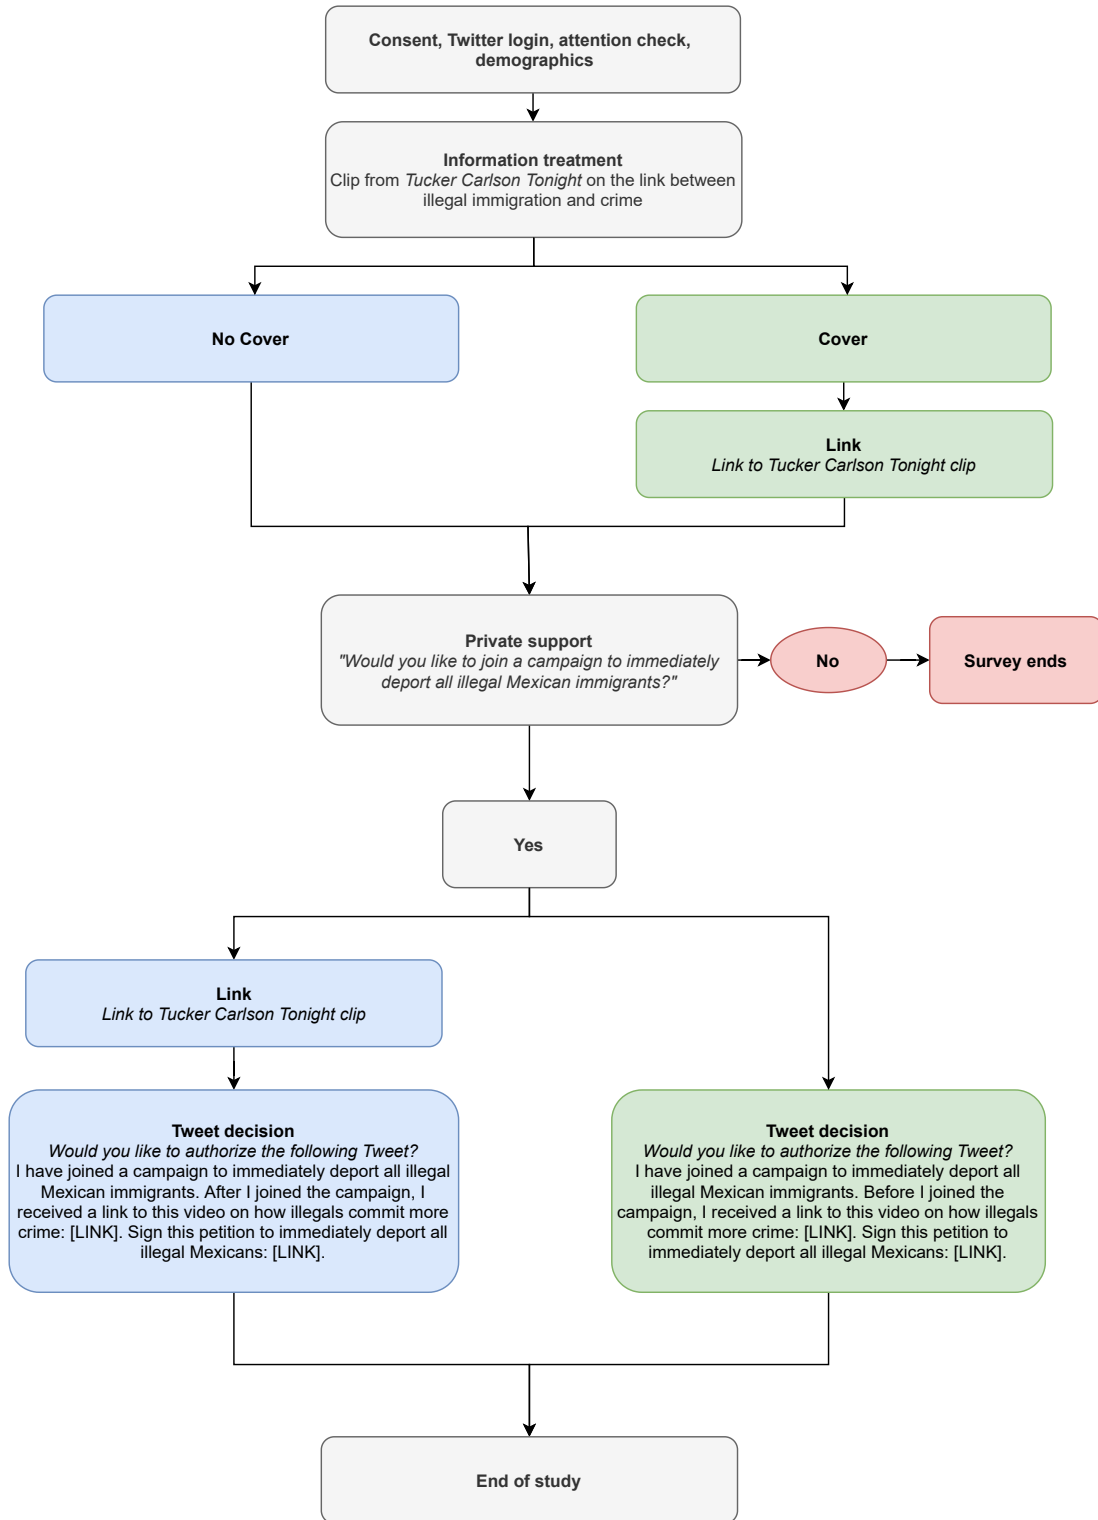 Consent, Twitter login, attention check,
demographics
Information treatment
Clip from Tucker Carlson Tonight on the link between
illegal immigration and crime
No Cover
Cover
Link
Link to Tucker Carlson Tonight clip
Private support
"Would you like to join a campaign to immediately
deport all illegal Mexican immigrants?"
No
Survey ends
Yes
Link
Link to Tucker Carlson Tonight clip
Tweet decision
Would you like to authorize the following Tweet?
I have joined a campaign to immediately deport all illegal
Mexican immigrants. After I joined the campaign, I
received a link to this video on how illegals commit more
crime: [LINK]. Sign this petition to immediately deport all
illegal Mexicans: [LINK].
Tweet decision
Would you like to authorize the following Tweet?
I have joined a campaign to immediately deport all
illegal Mexican immigrants. Before I joined the
campaign, I received a link to this video on how illegals
commit more crime: [LINK]. Sign this petition to
immediately deport all illegal Mexicans: [LINK].
End of study